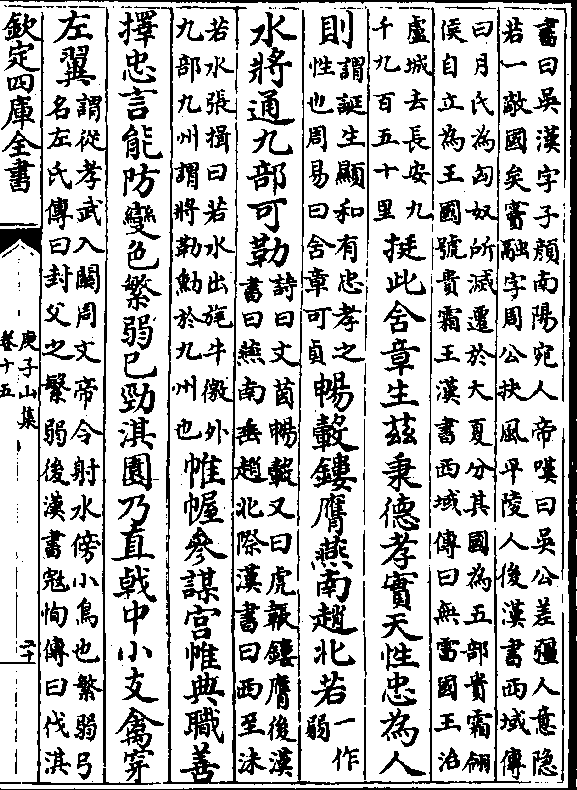 書曰吳漢字子顔南陽宛人帝嘆曰吳公差彊人意隱
若一敵國矣竇融字周公扶風平陵人後漢書西域傳
曰月氏為匈奴所滅遷於大夏分其國為五部貴霜翎
侯自立為王國號貴霜王漢書西域傳曰無雷國王治
盧城去長安九
千九百五十里
挺此含章生茲秉德孝實天性忠為人
則
謂誕生顯和有忠孝之
性也周易曰含章可貞
暢轂鏤膺燕南趙北若
一作
弱
水將通九部可勒
詩曰文茵暢轂又曰虎韔鏤膺後漢
書曰燕南垂趙北際漢書曰西至沬
若水張揖曰若水出旄牛徼外
九部九州謂將勒勳於九州也
帷幄參謀宫帷典職善
擇忠言能防變色繁弱已勁淇園乃直戟中小支禽穿
左翼
謂從孝武入關周文帝令射水傍小鳥也繁弱弓
名左氏傳曰封父之繁弱後漢書寇恂傳曰伐淇
欽定四庫全書
庾子山集
卷十五
二十